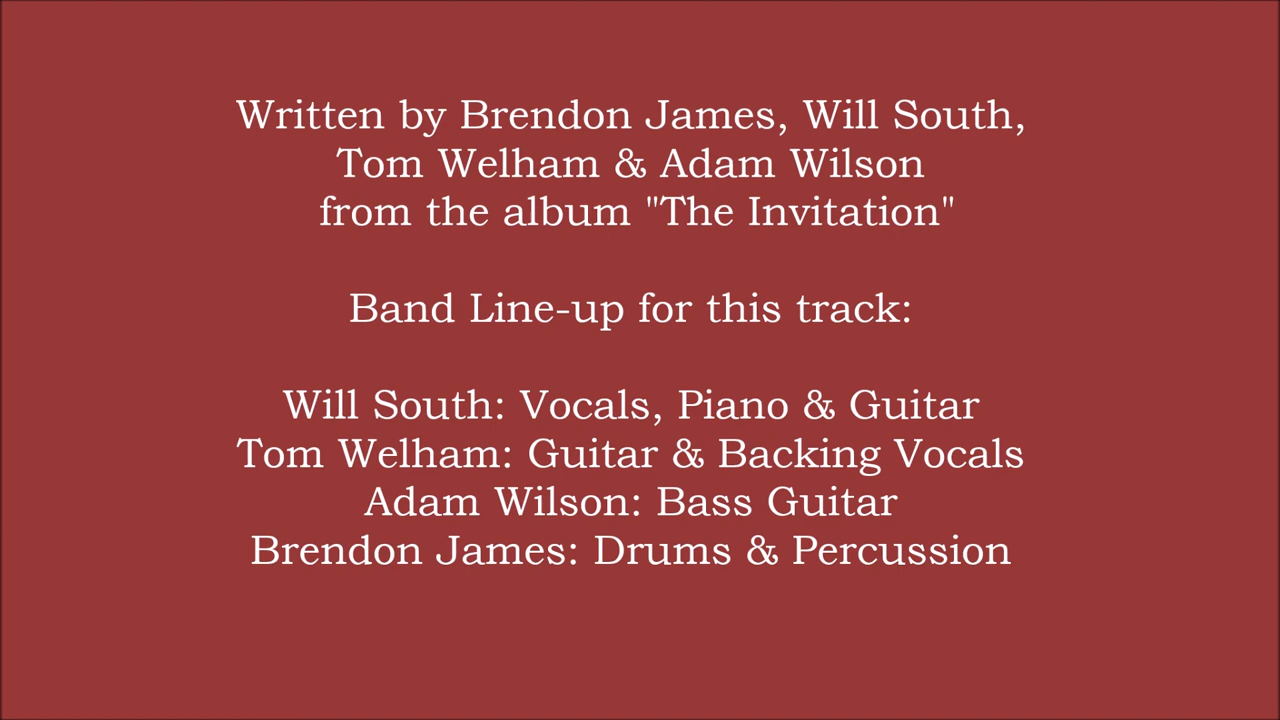 Written by Brendon James, Will South,
Tom Welham & Adam Wilson
from the album "The Invitation"
Band Line-up for this track:
Will South: Vocals, Piano & Guitar
Tom Welham: Guitar & Backing Vocals
Adam Wilson: Bass Guitar
Brendon James: Drums & Percussion